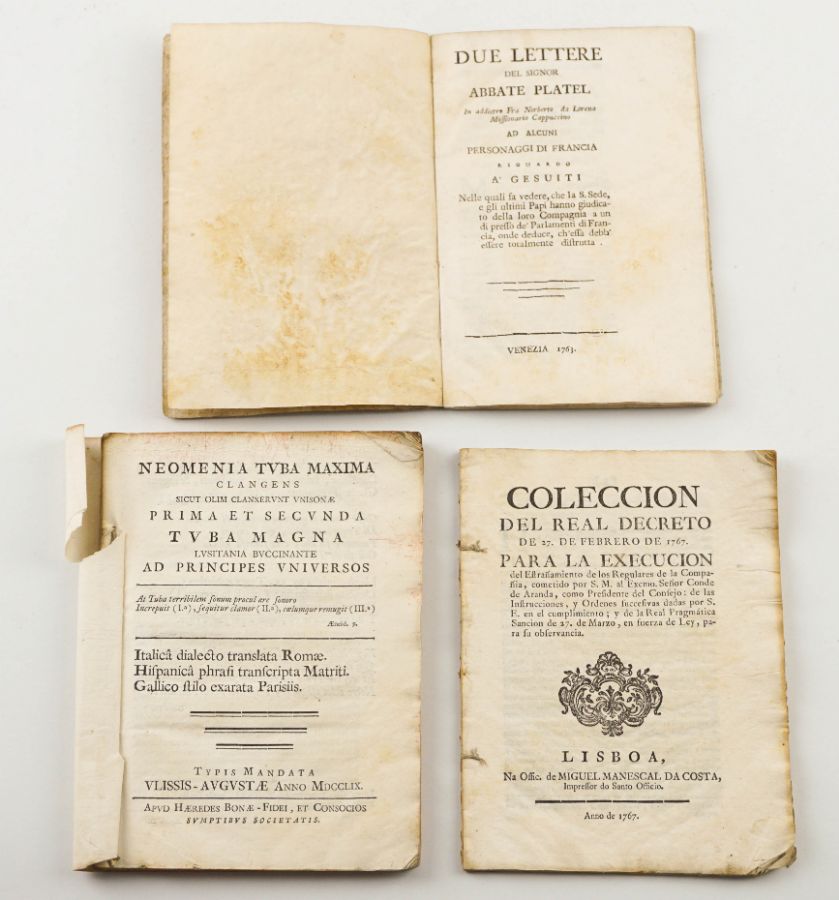 DUE LETTERE
DEL SIGNOR
ABBATE PLATEL
In addietro Fra Norberto da Lorena
Missionario Cappuccino
AD ALCUNI
PERSONAGGI DI FRANCIA
RIGUARDO
A' GESUITI
Nelle quali fa vedere, che la S. Sede,
e gli ultimi Papi hanno giudica-
to della loro Compagnia a un
di presso de' Parlamenti di Fran-
cia, onde deduce, ch'essa debb'
essere totalmente distrutta.
VENEZIA 1763.
NEOMENIA TVBA MAXIMA
CLANGENS
SICUT OLIM CLANXERVNT VNISONÆ
PRIMA ET SECVNDA
TVBA MAGNA
LVSITANIA BVCCINANTE
AD PRINCIPES VNIVERSOS
At Tuba terribilem sonum procul ære sonoro
Increpuit (I.ª), sequitur clamor (II.ª), cœlumque remugit (III.ª)
Æneid. 9.
Italicâ dialecto translata Romæ.
Hispanicâ phrasi transcripta Matriti.
Gallico stilo exarata Parisiis.
TYPIS MANDATA
VLISSIS-AVGVSTÆ ANNO MDCCLIX.
APVD HÆREDES BONÆ-FIDEI, ET CONSOCIOS
SVMPTIBVS SOCIETATIS.
COLECCION
DEL REAL DECRETO
DE 27. DE FEBRERO DE 1767.
PARA LA EXECUCION
del Estrañamiento de los Regulares de la Compa-
ñia, cometido por S. M. al Excmo. Señor Conde
de Aranda, como Presidente del Consejo: de las
Instrucciones, y Ordenes succesivas dadas por S.
E. en el cumplimiento; y de la Real Fragmática
Sancion de 27. de Marzo, en fuerza de Ley, pa-
ra su observancia.
LISBOA,
Na Offic. de MIGUEL MANESCAL DA COSTA,
Impressor do Santo Officio.
Anno de 1767.